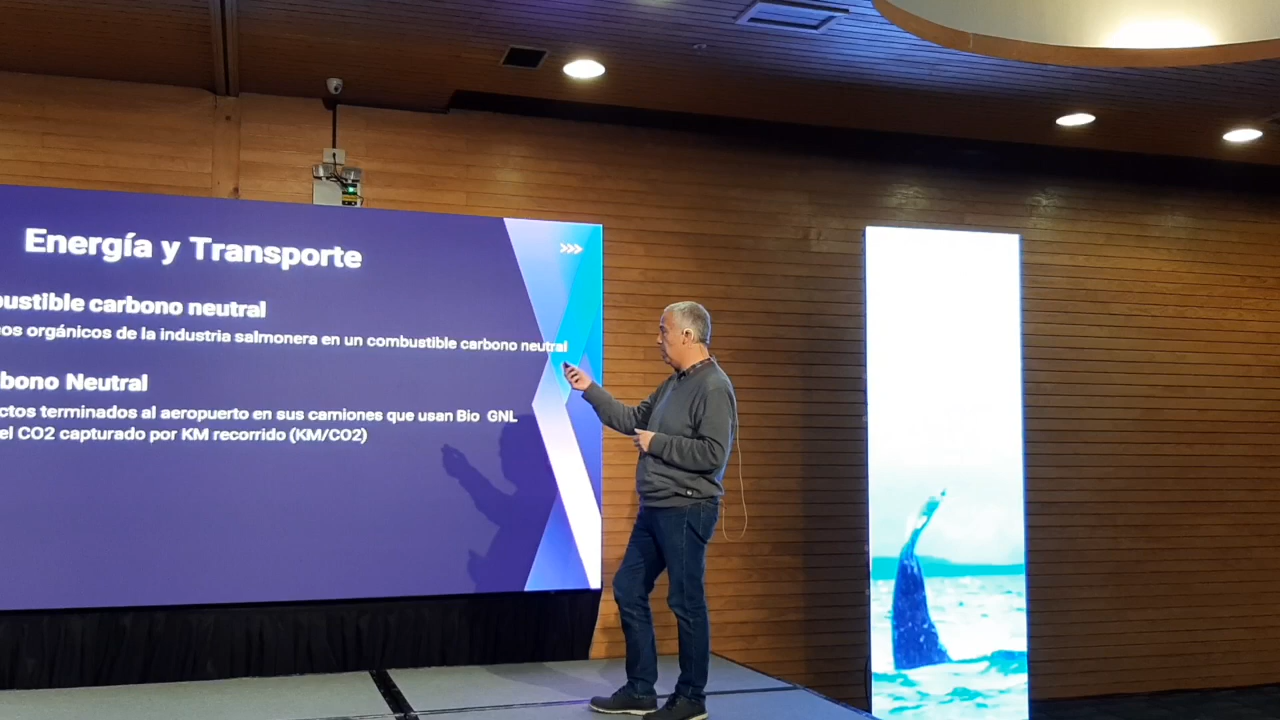 Energía y Transporte
bustible carbono neutral
os orgánicos de la industria salmonera en un combustible carbono neutral
bono Neutral
ctos terminados al aeropuerto en sus camiones que usan Bio GNL
el CO2 capturado por KM recorrido (KM/CO2)